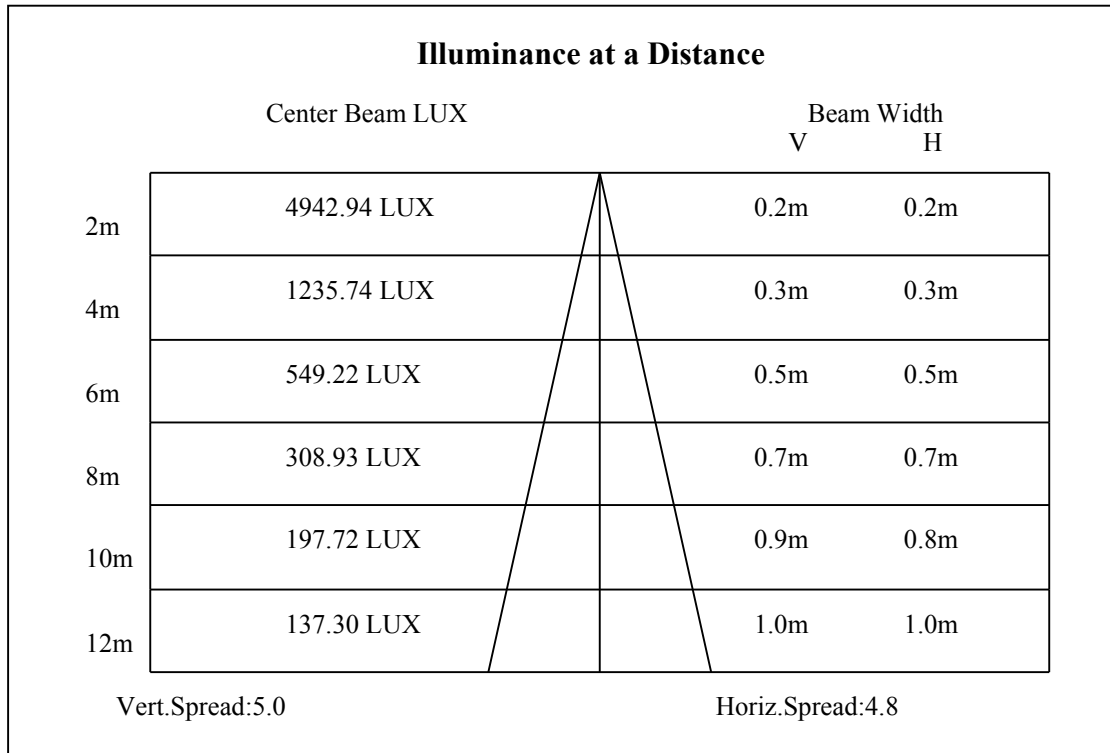 Illuminance at a Distance
Center Beam LUX Beam Width
V H
2m 4942.94 LUX 0.2m 0.2m
4m 1235.74 LUX 0.3m 0.3m
6m 549.22 LUX 0.5m 0.5m
8m 308.93 LUX 0.7m 0.7m
10m 197.72 LUX 0.9m 0.8m
12m 137.30 LUX 1.0m 1.0m
Vert.Spread:5.0 Horiz.Spread:4.8